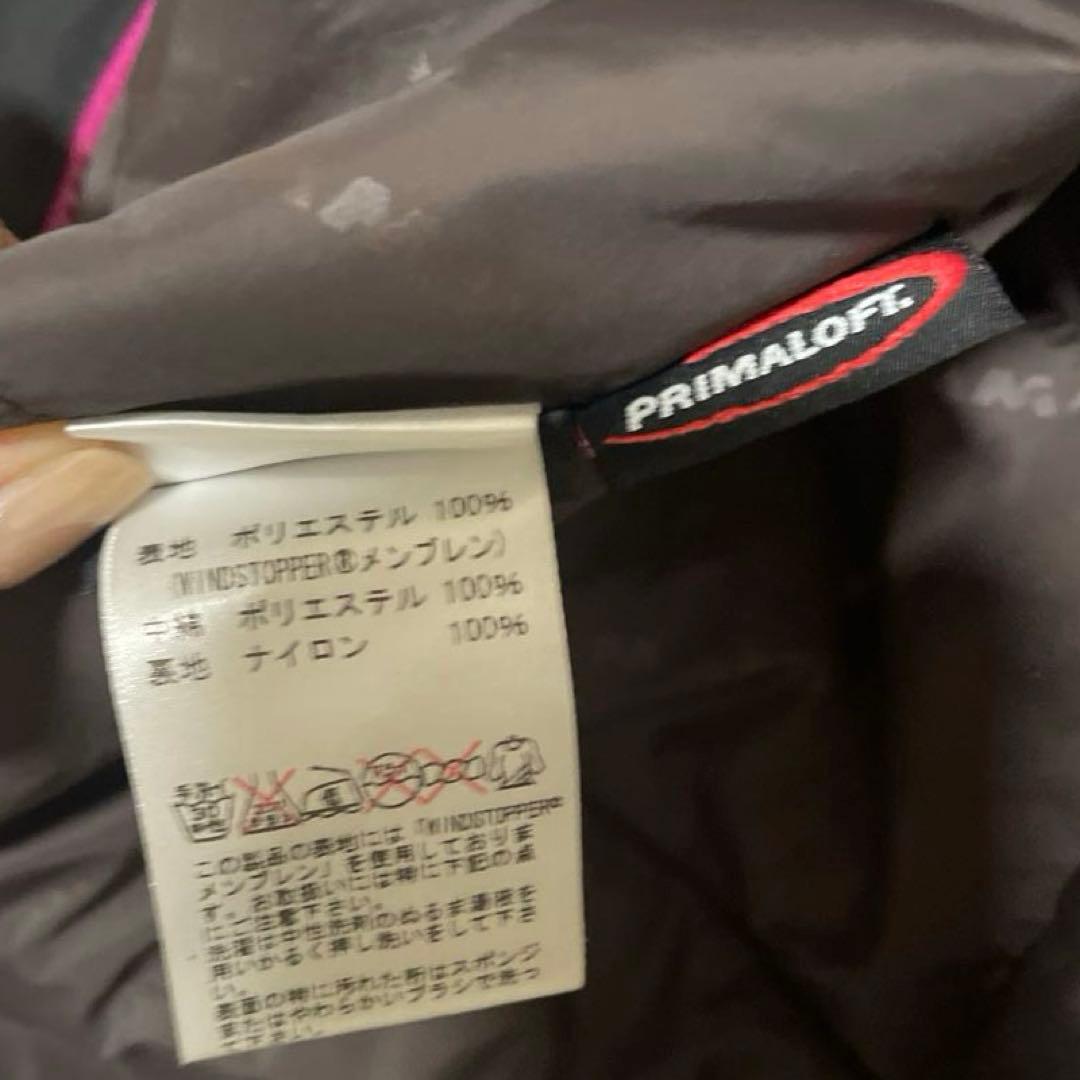 PRIMALOFT.
表地 ポリエステル 100%
(WINDSTOPPER®メンブレン)
中綿 ポリエステル 100%
裏地 ナイロン 100%
この製品の表地には「WINDSTOPPER®
メンブレン」を使用しておりま
す。お取扱いには特に下記の点
にご注意下さい。
洗濯は中性洗剤のぬるま湯液を
用いかるく押し洗いをして下さ
い。
表面の特に汚れた所はスポンジ
またはやわらかいブラシで洗っ
て下さい。